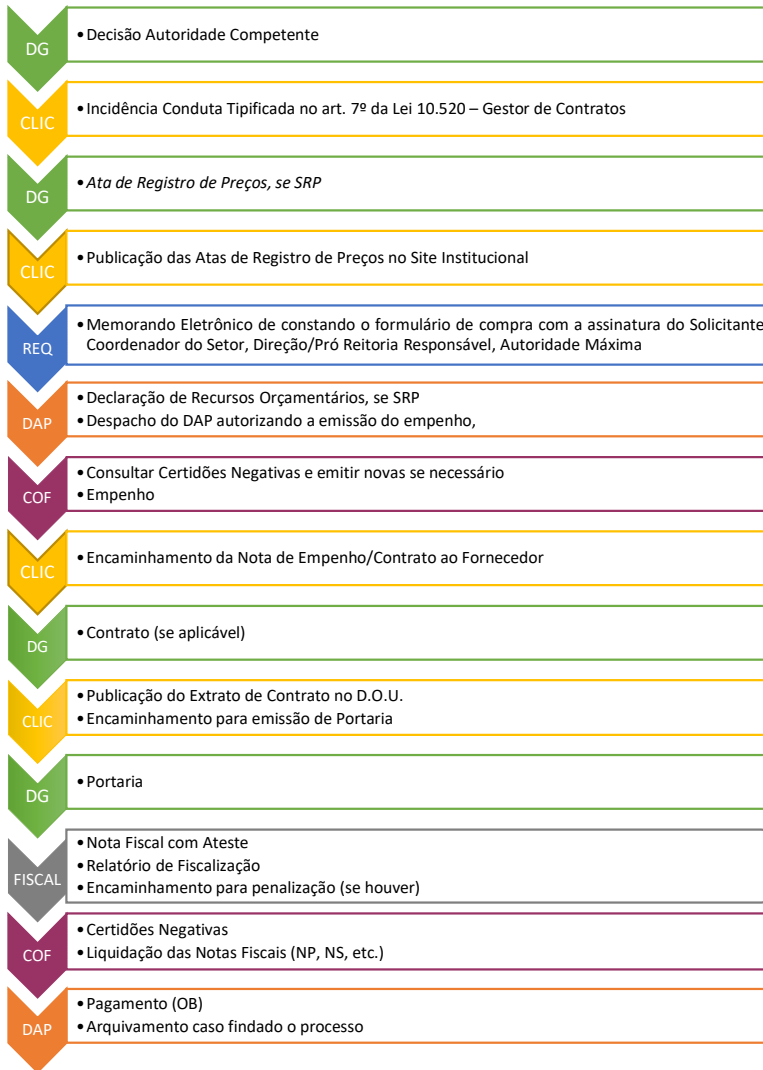 DG
• Decisão Autoridade Competente
CLIC
• Incidência Conduta Tipificada no art. 7º da Lei 10.520 – Gestor de Contratos
DG
• Ata de Registro de Preços, se SRP
CLIC
• Publicação das Atas de Registro de Preços no Site Institucional
REQ
• Memorando Eletrônico de constando o formulário de compra com a assinatura do Solicitante
Coordenador do Setor, Direção/Pró Reitoria Responsável, Autoridade Máxima
DAP
• Declaração de Recursos Orçamentários, se SRP
• Despacho do DAP autorizando a emissão do empenho,
COF
• Consultar Certidões Negativas e emitir novas se necessário
• Empenho
CLIC
• Encaminhamento da Nota de Empenho/Contrato ao Fornecedor
DG
• Contrato (se aplicável)
CLIC
• Publicação do Extrato de Contrato no D.O.U.
• Encaminhamento para emissão de Portaria
DG
• Portaria
FISCAL
• Nota Fiscal com Ateste
• Relatório de Fiscalização
• Encaminhamento para penalização (se houver)
COF
• Certidões Negativas
• Liquidação das Notas Fiscais (NP, NS, etc.)
DAP
• Pagamento (OB)
• Arquivamento caso findado o processo